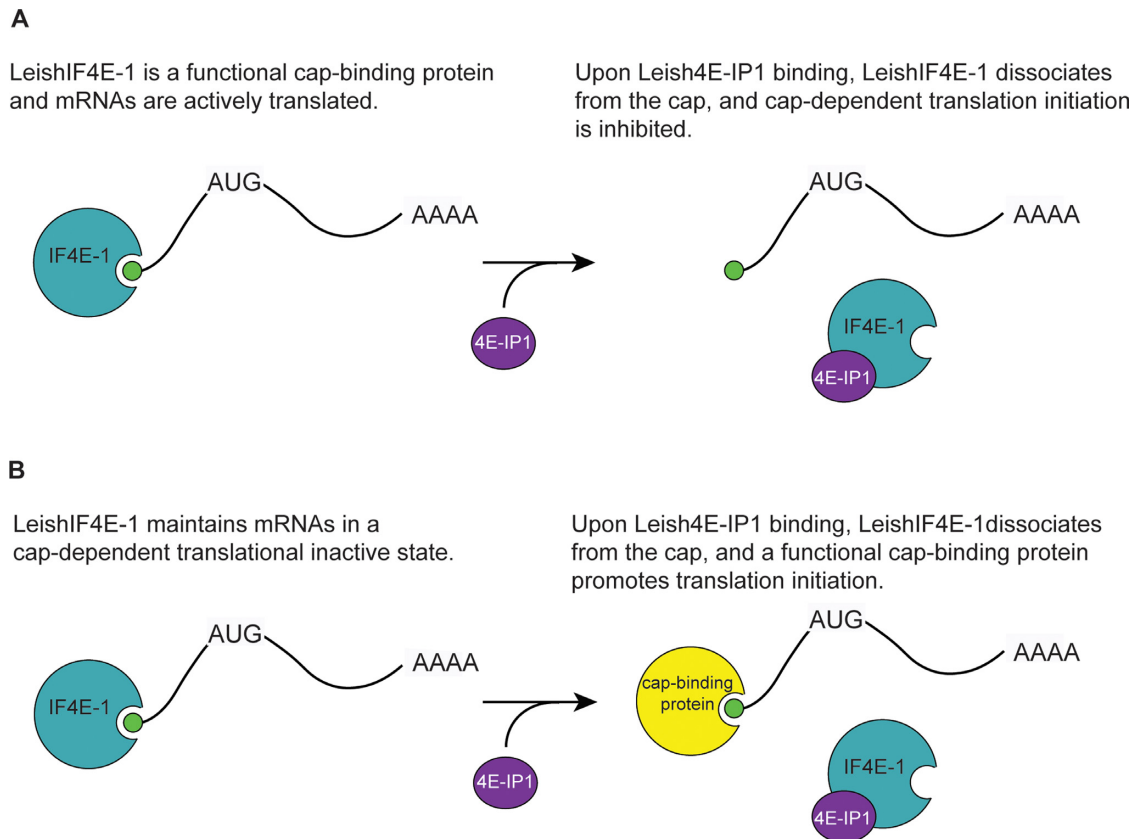 A
LeishIF4E-1 is a functional cap-binding protein
and mRNAs are actively translated.
Upon Leish4E-IP1 binding, LeishIF4E-1 dissociates
from the cap, and cap-dependent translation initiation
is inhibited.
AUG
AAAA
IF4E-1
4E-IP1
AUG
AAAA
IF4E-1
4E-IP1
B
LeishIF4E-1 maintains mRNAs in a
cap-dependent translational inactive state.
Upon Leish4E-IP1 binding, LeishIF4E-1dissociates
from the cap, and a functional cap-binding protein
promotes translation initiation.
AUG
AAAA
IF4E-1
4E-IP1
AUG
AAAA
cap-binding
protein
IF4E-1
4E-IP1